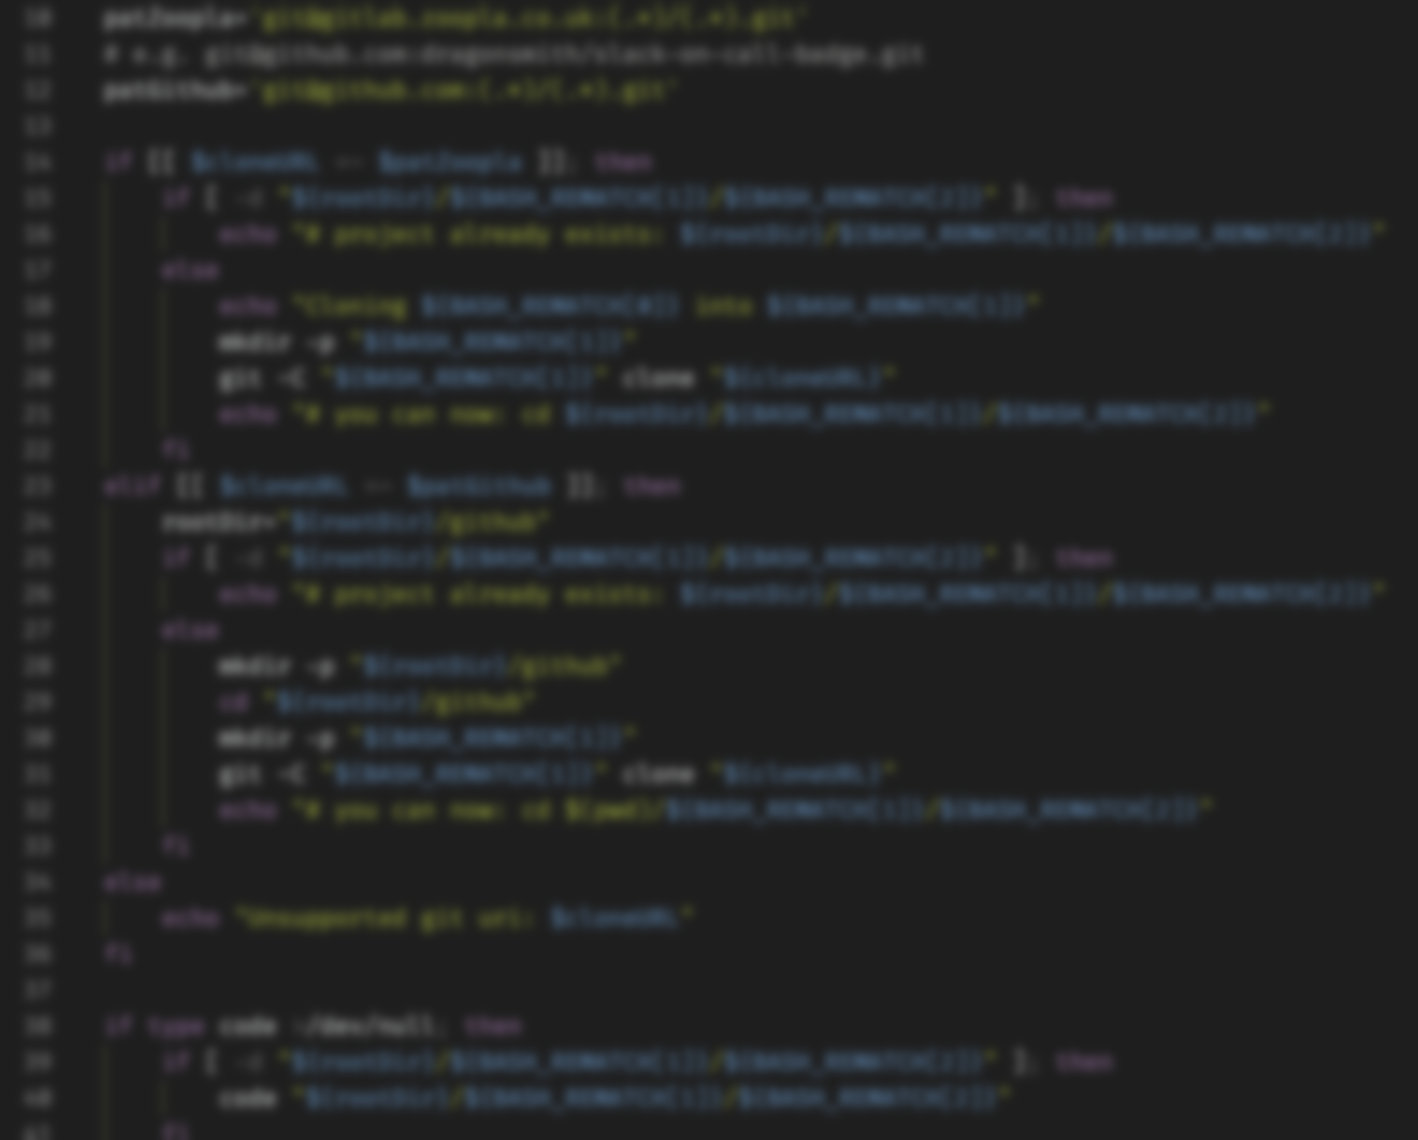 10 patZoopla='git@gitlab.zoopla.co.uk:(.*)/(.*).git'
11 # e.g. git@github.com:dragonsmith/slack-on-call-badge.git
12 patGithub='git@github.com:(.*)/(.*).git'
13
14 if [[ $cloneURL =~ $patZoopla ]]; then
15 if [ -d "${rootDir}/${BASH_REMATCH[1]}/${BASH_REMATCH[2]}" ]; then
16 echo "# project already exists: ${rootDir}/${BASH_REMATCH[1]}/${BASH_REMATCH[2]}"
17 else
18 echo "Cloning ${BASH_REMATCH[0]} into ${BASH_REMATCH[1]}"
19 mkdir -p "${BASH_REMATCH[1]}"
20 git -C "${BASH_REMATCH[1]}" clone "${cloneURL}"
21 echo "# you can now: cd ${rootDir}/${BASH_REMATCH[1]}/${BASH_REMATCH[2]}"
22 fi
23 elif [[ $cloneURL =~ $patGithub ]]; then
24 rootDir="${rootDir}/github"
25 if [ -d "${rootDir}/${BASH_REMATCH[1]}/${BASH_REMATCH[2]}" ]; then
26 echo "# project already exists: ${rootDir}/${BASH_REMATCH[1]}/${BASH_REMATCH[2]}"
27 else
28 mkdir -p "${rootDir}/github"
29 cd "${rootDir}/github"
30 mkdir -p "${BASH_REMATCH[1]}"
31 git -C "${BASH_REMATCH[1]}" clone "${cloneURL}"
32 echo "# you can now: cd $(pwd)/${BASH_REMATCH[1]}/${BASH_REMATCH[2]}"
33 fi
34 else
35 echo "Unsupported git uri: $cloneURL"
36 fi
37
38 if type code >/dev/null; then
39 if [ -d "${rootDir}/${BASH_REMATCH[1]}/${BASH_REMATCH[2]}" ]; then
40 code "${rootDir}/${BASH_REMATCH[1]}/${BASH_REMATCH[2]}"
41 fi